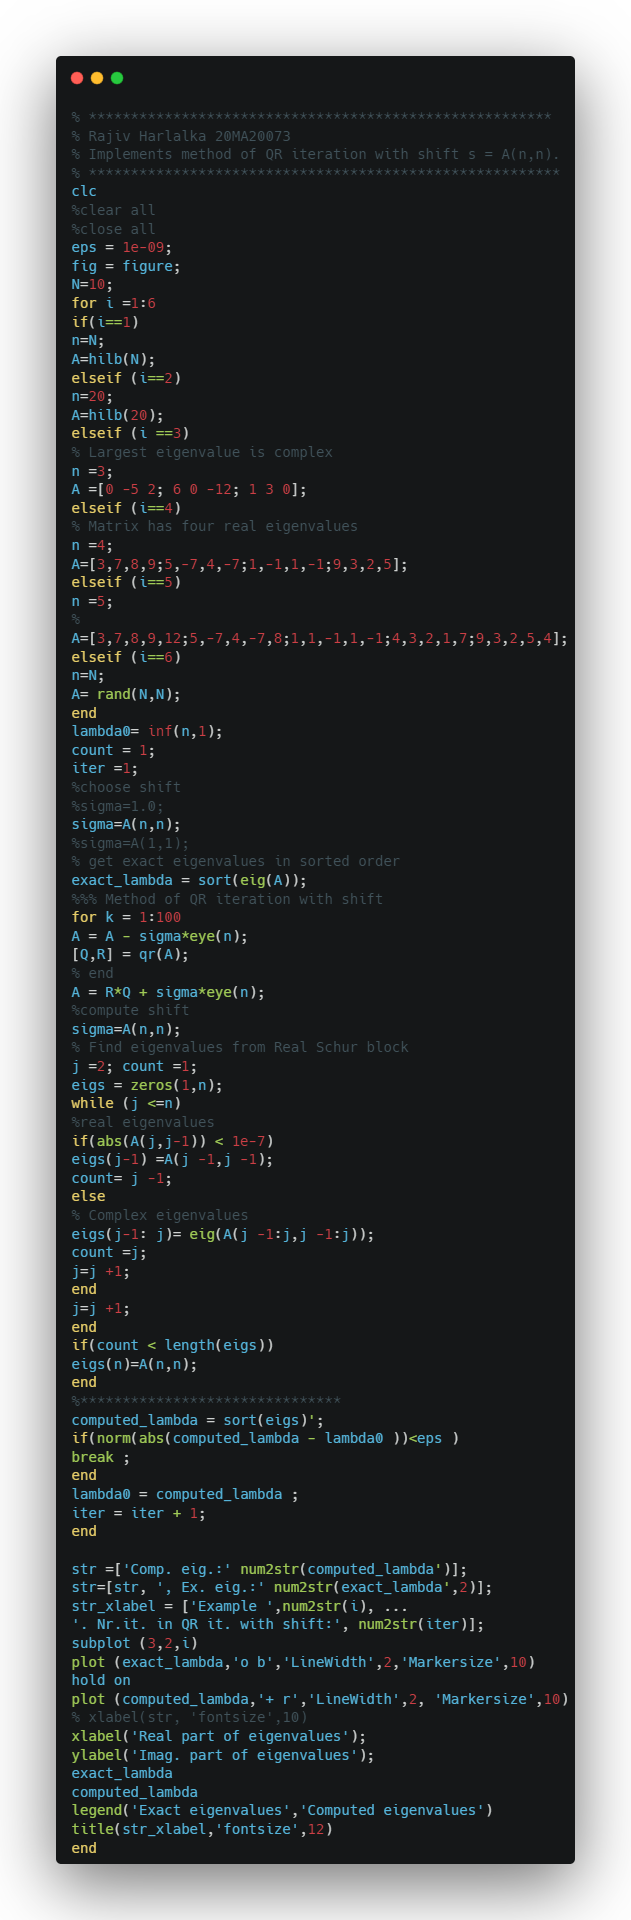 % *******************************************************
% Rajiv Harlalka 20MA20073
% Implements method of QR iteration with shift s = A(n,n).
% ********************************************************
clc
%clear all
%close all
eps = 1e-09;
fig = figure;
N=10;
for i =1:6
if(i==1)
n=N;
A=hilb(N);
elseif (i==2)
n=20;
A=hilb(20);
elseif (i ==3)
% Largest eigenvalue is complex
n =3;
A =[0 -5 2; 6 0 -12; 1 3 0];
elseif (i==4)
% Matrix has four real eigenvalues
n =4;
A=[3,7,8,9;5,-7,4,-7;1,-1,1,-1;9,3,2,5];
elseif (i==5)
n =5;
%
A=[3,7,8,9,12;5,-7,4,-7,8;1,1,-1,1,-1;4,3,2,1,7;9,3,2,5,4];
elseif (i==6)
n=N;
A= rand(N,N);
end
lambda0= inf(n,1);
count = 1;
iter =1;
%choose shift
%sigma=1.0;
sigma=A(n,n);
%sigma=A(1,1);
% get exact eigenvalues in sorted order
exact_lambda = sort(eig(A));
%%% Method of QR iteration with shift
for k = 1:100
A = A - sigma*eye(n);
[Q,R] = qr(A);
% end
A = R*Q + sigma*eye(n);
%compute shift
sigma=A(n,n);
% Find eigenvalues from Real Schur block
j =2; count =1;
eigs = zeros(1,n);
while (j <=n)
%real eigenvalues
if(abs(A(j,j-1)) < 1e-7)
eigs(j-1) =A(j -1,j -1);
count= j -1;
else
% Complex eigenvalues
eigs(j-1: j)= eig(A(j -1:j,j -1:j));
count =j;
j=j +1;
end
j=j +1;
end
if(count < length(eigs))
eigs(n)=A(n,n);
end
%*******************************
computed_lambda = sort(eigs)';
if(norm(abs(computed_lambda - lambda0 ))<eps )
break ;
end
lambda0 = computed_lambda ;
iter = iter + 1;
end

str =['Comp. eig.:' num2str(computed_lambda')];
str=[str, ', Ex. eig.:' num2str(exact_lambda',2)];
str_xlabel = ['Example ',num2str(i), ...
'. Nr.it. in QR it. with shift:', num2str(iter)];
subplot (3,2,i)
plot (exact_lambda,'o b','LineWidth',2,'Markersize',10)
hold on
plot (computed_lambda,'+ r','LineWidth',2, 'Markersize',10)
% xlabel(str, 'fontsize',10)
xlabel('Real part of eigenvalues');
ylabel('Imag. part of eigenvalues');
exact_lambda
computed_lambda
legend('Exact eigenvalues','Computed eigenvalues')
title(str_xlabel,'fontsize',12)
end